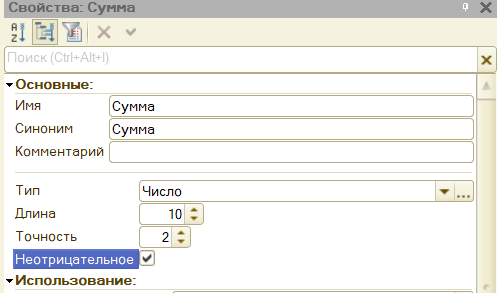 Свойства: Сумма
Поиск (Ctrl+Alt+I)
Основные:
Имя Сумма
Синоним Сумма
Комментарий
Тип Число ...
Длина 10
Точность 2
Неотрицательное
Использование: